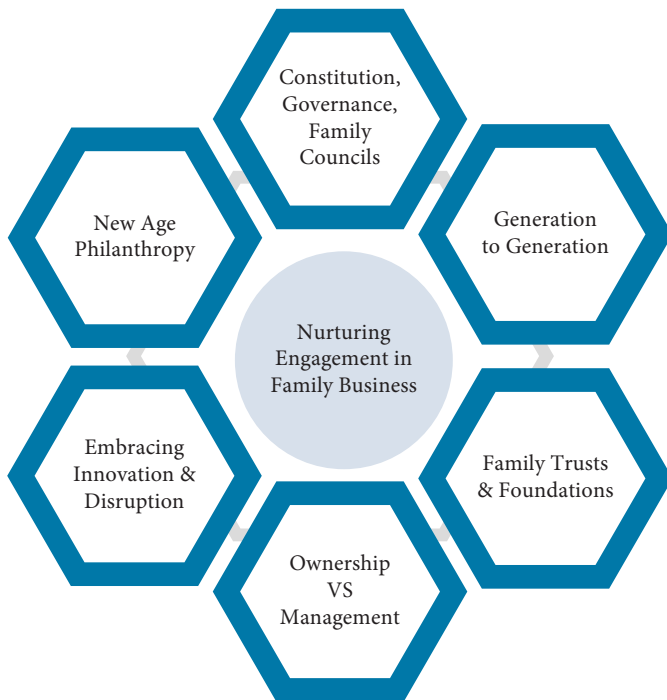 Constitution,
Governance,
Family
Councils
Generation
to Generation
Family Trusts
& Foundations
Ownership
VS
Management
Embracing
Innovation &
Disruption
New Age
Philanthropy
Nurturing
Engagement in
Family Business